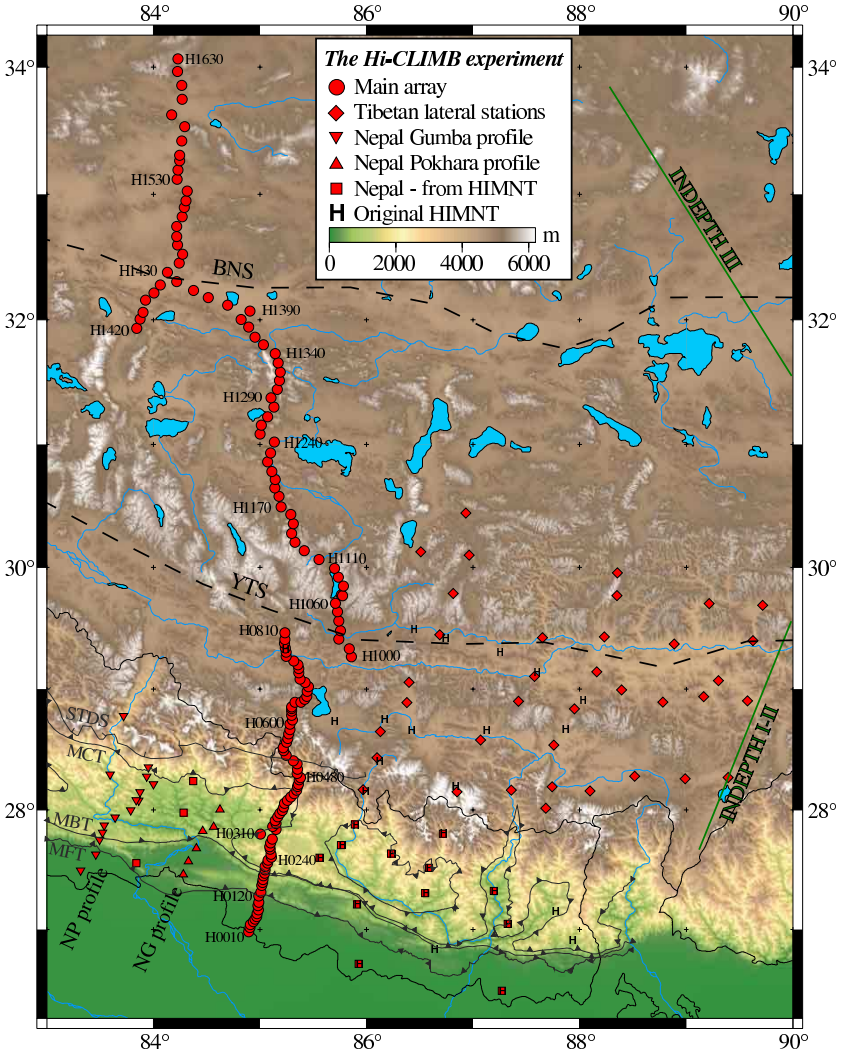 84° 86° 88° 90°
34° 34°
The Hi-CLIMB experiment
Main array
Tibetan lateral stations
Nepal Gumba profile
Nepal Pokhara profile
Nepal - from HIMNT
H Original HIMNT
m
0 2000 4000 6000
H1630
H1530
INDEPTH III
H1430
BNS
H1390
32° 32°
H1420
H1340
H1290
H1240
H1170
30° 30°
H1110
YTS
H1060
H0810
H
H
H
H1000
H
STDS
H0600
H
H
H
H
H
MCT
H
H0480
H
H
INDEPTH I-II
28° 28°
MBT
H0310
MFT
H0240
H0120
H
NP profile
NG profile
H
H
H0010
H
84° 86° 88° 90°